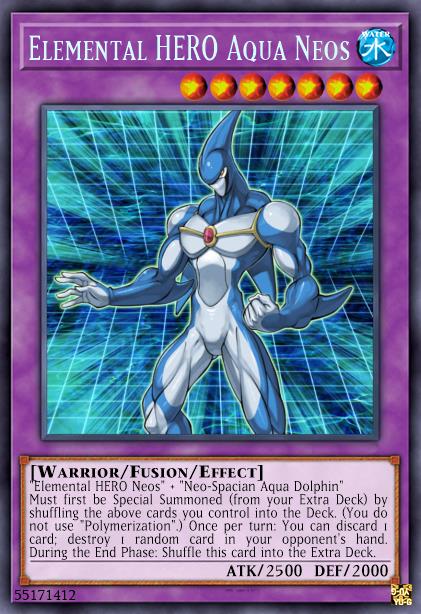 Elemental HERO Aqua Neos
WATER
水
[Warrior/Fusion/Effect]
"Elemental HERO Neos" + "Neo-Spacian Aqua Dolphin"
Must first be Special Summoned (from your Extra Deck) by
shuffling the above cards you control into the Deck. (You do
not use "Polymerization".) Once per turn: You can discard 1
card; destroy 1 random card in your opponent's hand.
During the End Phase: Shuffle this card into the Extra Deck.
ATK/2500 DEF/2000
55171412